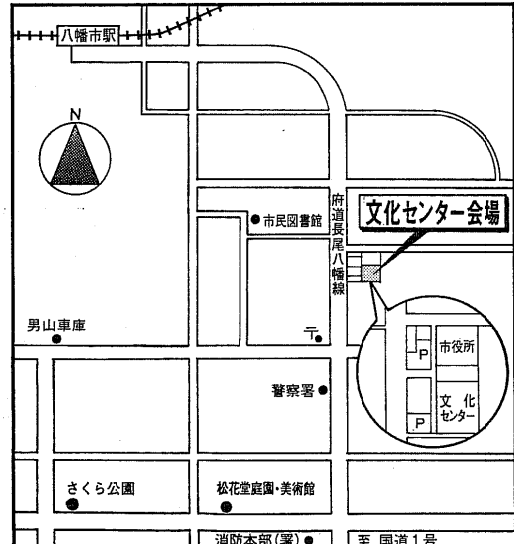 八幡市駅
N
市民図書館
府道長尾八幡線
文化センター会場
男山車庫
〒
市役所
P
警察署
文化
センター
P
さくら公園
松花堂庭園・美術館
消防本部(署)
至 国道1号